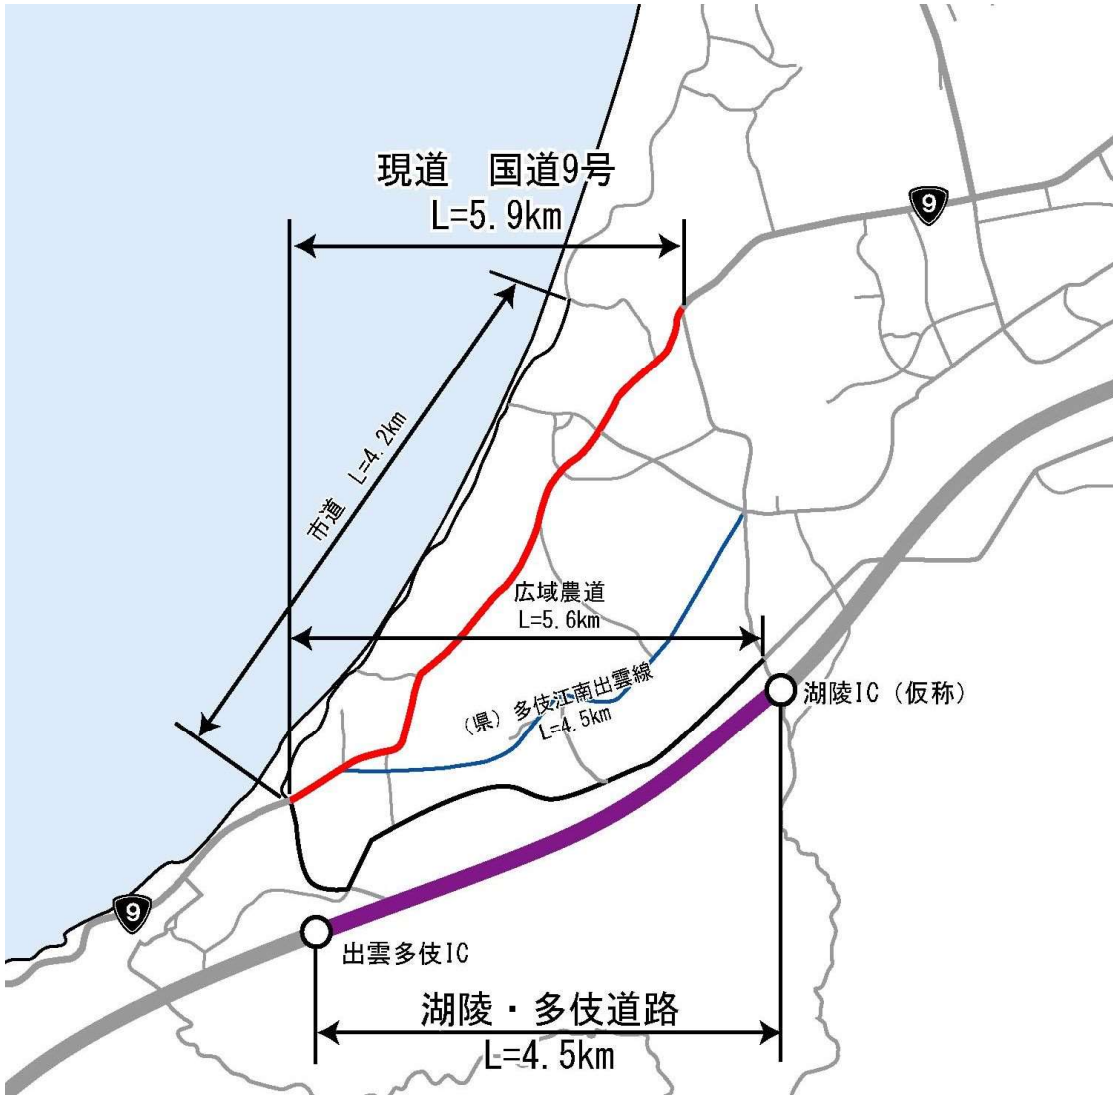 現道　国道9号
L=5.9km
9
市道　L=4.2km
広域農道
L=5.6km
（県）多伎江南出雲線
L=4.5km
湖陵IC（仮称）
9
出雲多伎IC
湖陵・多伎道路
L=4.5km